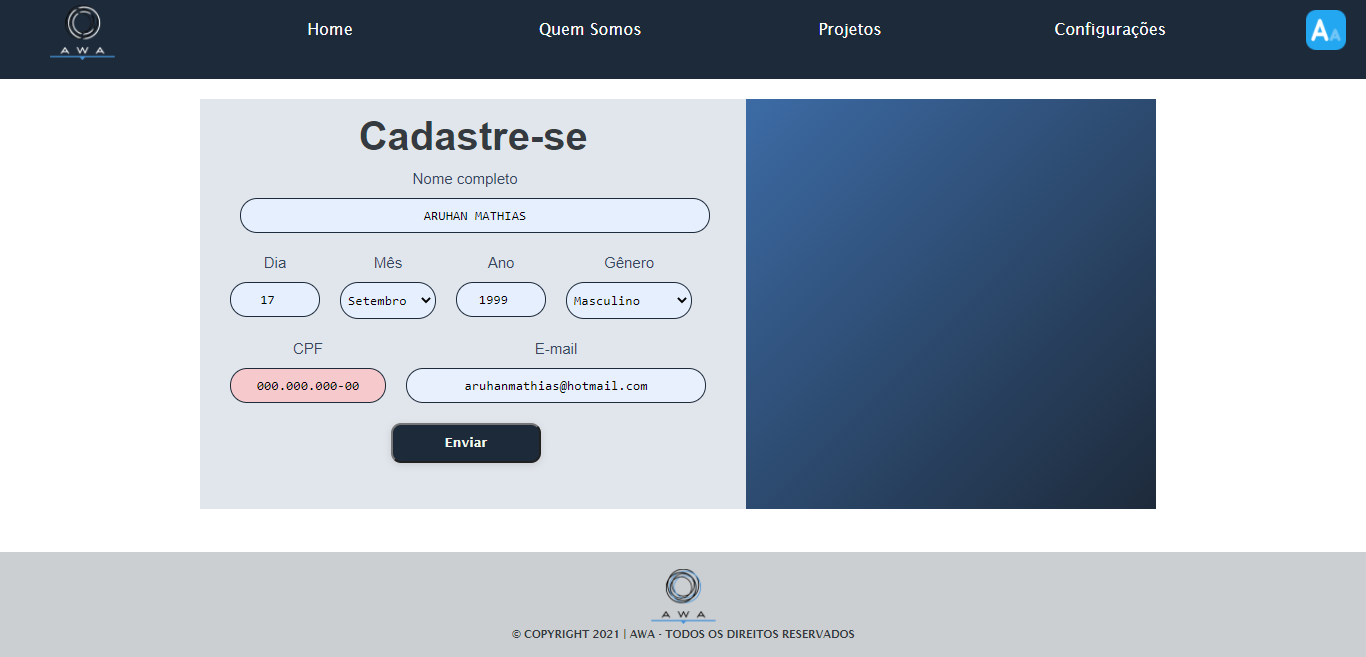 AWA
Home Quem Somos Projetos Configurações
AA
Cadastre-se
Nome completo
ARUHAN MATHIAS
Dia Mês Ano Gênero
17 Setembro 1999 Masculino
CPF E-mail
000.000.000-00 aruhanmathias@hotmail.com
Enviar
AWA
© COPYRIGHT 2021 | AWA - TODOS OS DIREITOS RESERVADOS